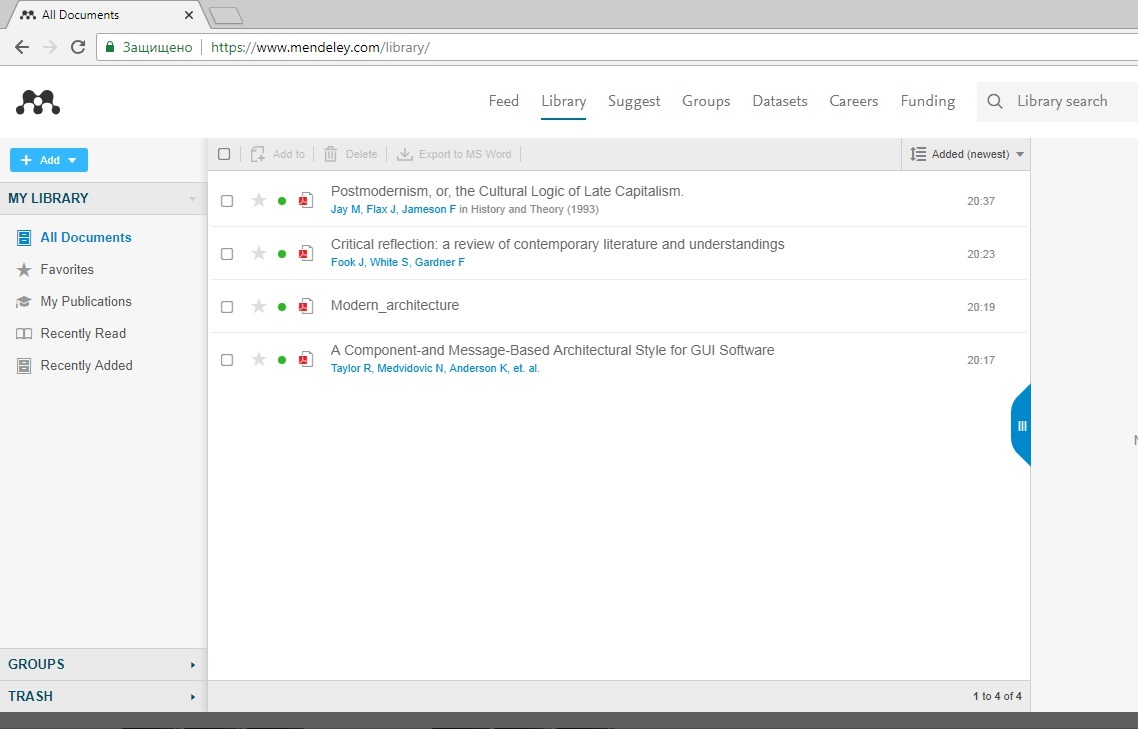 All Documents
Защищено https://www.mendeley.com/library/
Feed Library Suggest Groups Datasets Careers Funding Library search
Add
Add to Delete Export to MS Word Added (newest)
MY LIBRARY
All Documents
Favorites
My Publications
Recently Read
Recently Added
Postmodernism, or, the Cultural Logic of Late Capitalism.
Jay M, Flax J, Jameson F in History and Theory (1993)
20:37
Critical reflection: a review of contemporary literature and understandings
Fook J, White S, Gardner F
20:23
Modern_architecture
20:19
A Component-and Message-Based Architectural Style for GUI Software
Taylor R, Medvidovic N, Anderson K, et. al.
20:17
GROUPS
TRASH
1 to 4 of 4